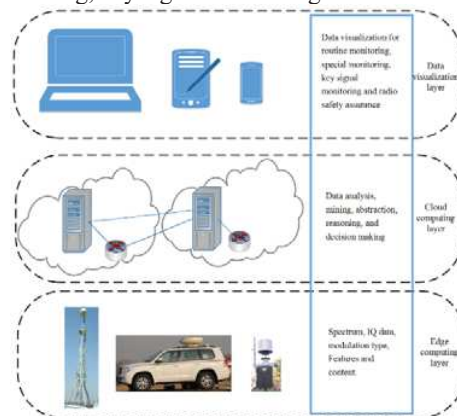 Data visualization for
routine monitoring,
special monitoring,
key signal
monitoring and radio
safety assurance
Data
visualization
layer
Data analysis,
mining, abstraction,
reasoning, and
decision making
Cloud
computing
layer
Spectrum, IQ data,
modulation type,
Features and
content.
Edge
computing
layer